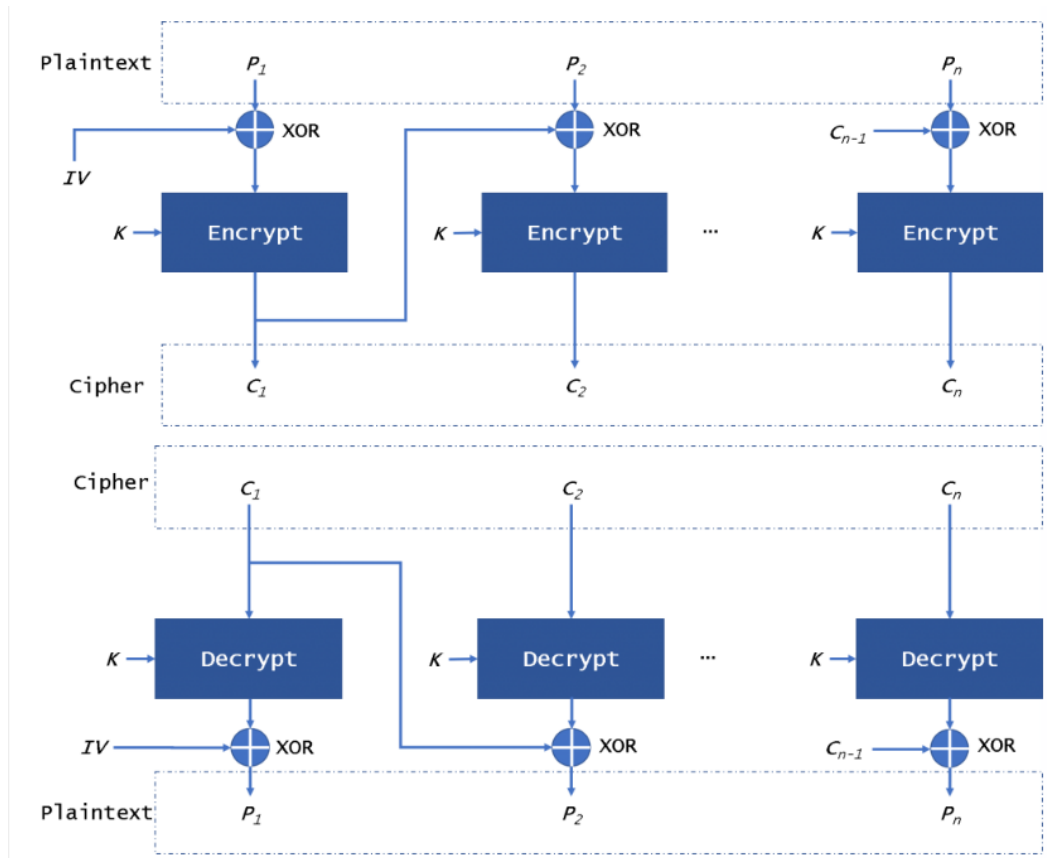 Plaintext P1 P2 Pn
XOR XOR Cn-1 XOR
IV
K Encrypt K Encrypt ... K Encrypt
Cipher C1 C2 Cn
Cipher C1 C2 Cn
K Decrypt K Decrypt ... K Decrypt
IV XOR XOR Cn-1 XOR
Plaintext P1 P2 Pn